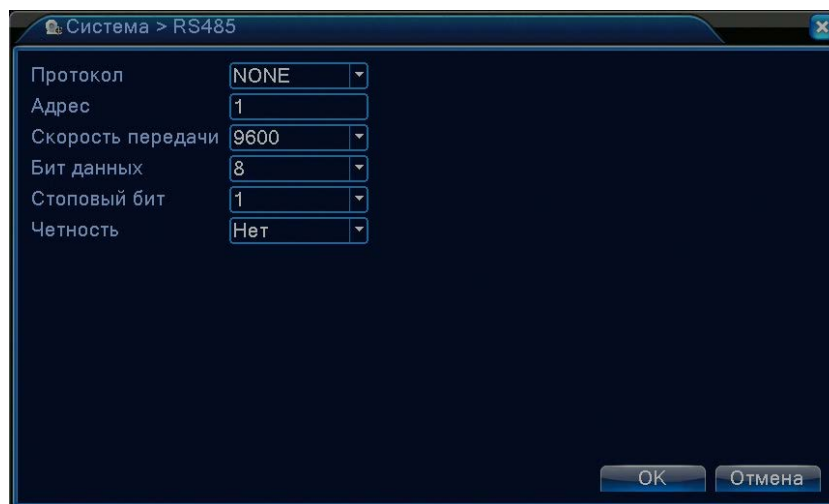 Система > RS485
Протокол NONE
Адрес 1
Скорость передачи 9600
Бит данных 8
Стоповый бит 1
Четность Нет
OK Отмена